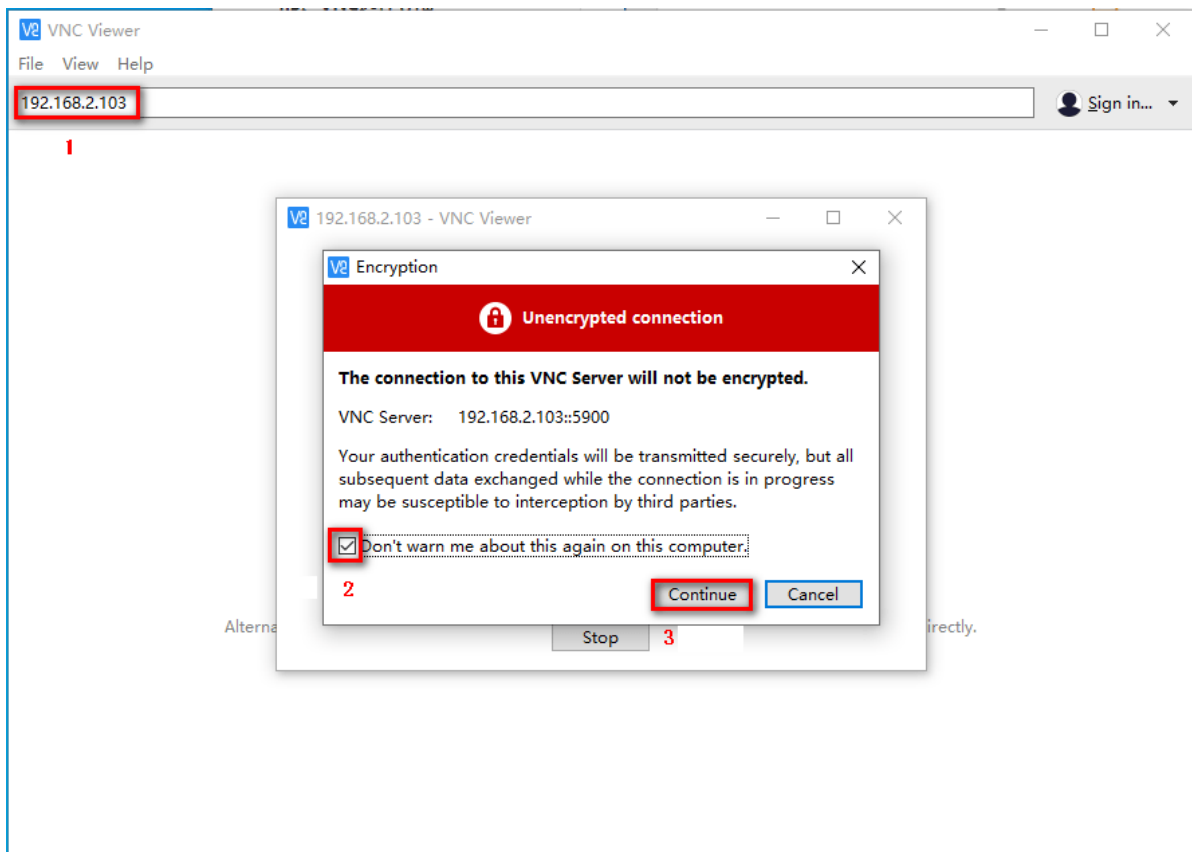 VNC Viewer
File View Help
192.168.2.103
Sign in...
1
192.168.2.103 - VNC Viewer
Encryption
Unencrypted connection
The connection to this VNC Server will not be encrypted.
VNC Server: 192.168.2.103::5900
Your authentication credentials will be transmitted securely, but all
subsequent data exchanged while the connection is in progress
may be susceptible to interception by third parties.
Don't warn me about this again on this computer.
2
Continue Cancel
Alterna irectly.
Stop 3